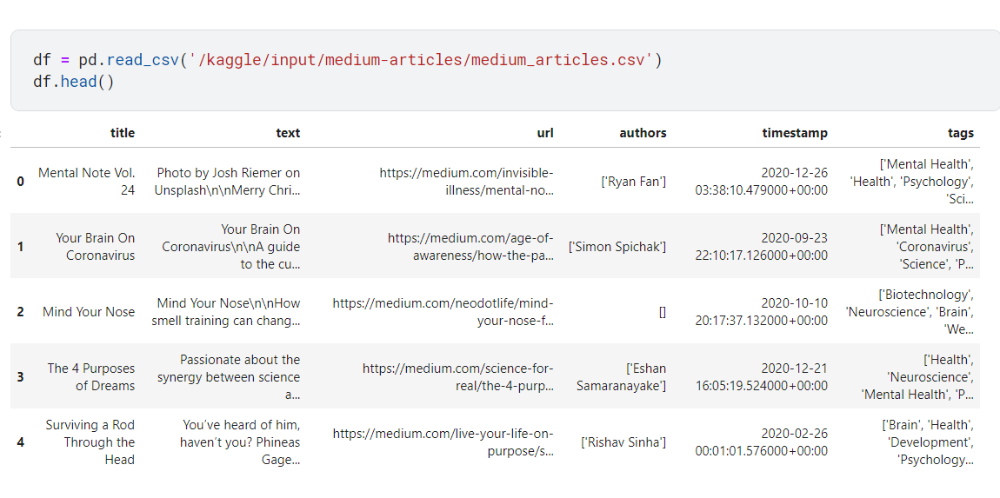 df = pd.read_csv('/kaggle/input/medium-articles/medium_articles.csv')
df.head()
title text url authors timestamp tags
0 Mental Note Vol. 24 Photo by Josh Riemer on Unsplash\n\nMerry Chri... https://medium.com/invisible-illness/mental-no... ['Ryan Fan'] 2020-12-26 03:38:10.479000+00:00 ['Mental Health', 'Health', 'Psychology', 'Sci...
1 Your Brain On Coronavirus Your Brain On Coronavirus\n\nA guide to the cu... https://medium.com/age-of-awareness/how-the-pa... ['Simon Spichak'] 2020-09-23 22:10:17.126000+00:00 ['Mental Health', 'Coronavirus', 'Science', 'P...
2 Mind Your Nose Mind Your Nose\n\nHow smell training can chang... https://medium.com/neodotlife/mind-your-nose-f... [] 2020-10-10 20:17:37.132000+00:00 ['Biotechnology', 'Neuroscience', 'Brain', 'We...
3 The 4 Purposes of Dreams Passionate about the synergy between science a... https://medium.com/science-for-real/the-4-purp... ['Eshan Samaranayake'] 2020-12-21 16:05:19.524000+00:00 ['Health', 'Neuroscience', 'Mental Health', 'P...
4 Surviving a Rod Through the Head You’ve heard of him, haven’t you? Phineas Gage... https://medium.com/live-your-life-on-purpose/s... ['Rishav Sinha'] 2020-02-26 00:01:01.576000+00:00 ['Brain', 'Health', 'Development', 'Psychology...